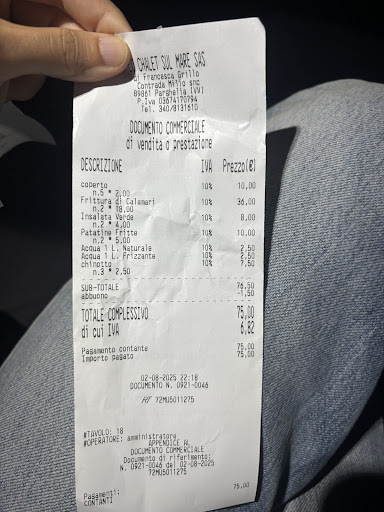 CHALET SUL MARE SAS
di Francesca Grillo
Contrada Millo snc
89861 Parghelia (VV)
P.Iva 03674170794
Tel. 340/8131610
DOCUMENTO COMMERCIALE
di vendita o prestazione
DESCRIZIONE IVA Prezzo(€)
coperto 10% 10,00
n.5 * 2,00
Frittura di Calamari 10% 36,00
n.2 * 18,00
Insalata Verde 10% 8,00
n.2 * 4,00
Patatine Fritte 10% 10,00
n.2 * 5,00
Acqua 1 L. Naturale 10% 2,50
Acqua 1 L. Frizzante 10% 2,50
chinotto 10% 7,50
n.3 * 2,50
SUB-TOTALE 76,50
abbuono -1,50
TOTALE COMPLESSIVO 75,00
di cui IVA 6,82
Pagamento contante 75,00
Importo pagato 75,00
02-08-2025 22:18
DOCUMENTO N. 0921-0046
RT 72MU5011275
#TAVOLO: 18
#OPERATORE: amministratore
APPENDICE AL
DOCUMENTO COMMERCIALE
Documento di riferimento:
N. 0921-0046 del 02-08-2025
72MU5011275
Pagamenti:
CONTANTI 75,00